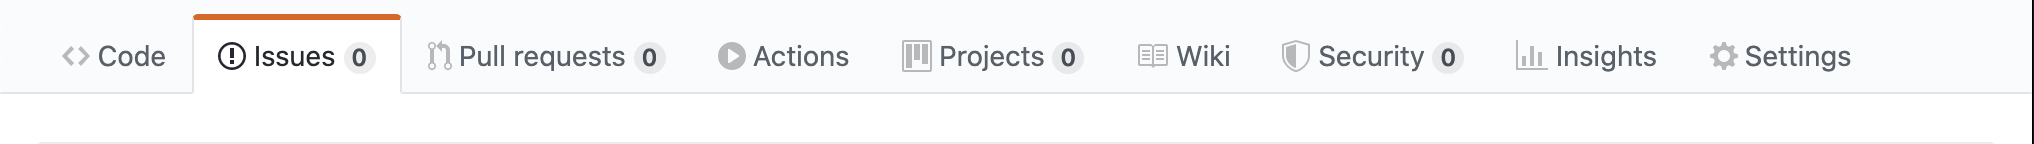 Code Issues 0 Pull requests 0 Actions Projects 0 Wiki Security 0 Insights Settings